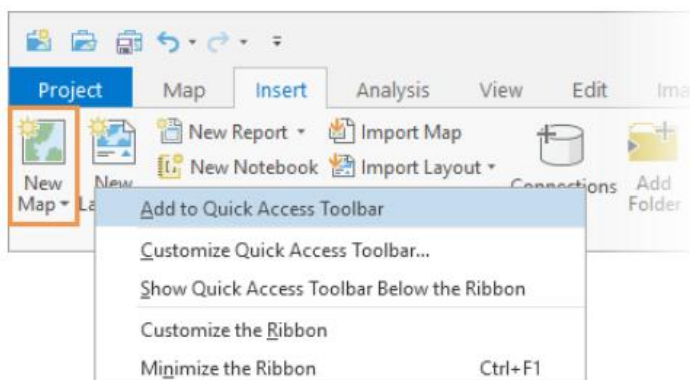 Project Map Insert Analysis View Edit
New Report Import Map
New Notebook Import Layout
New New Connections Add
Map Folder
Add to Quick Access Toolbar
Customize Quick Access Toolbar...
Show Quick Access Toolbar Below the Ribbon
Customize the Ribbon
Minimize the Ribbon Ctrl+F1